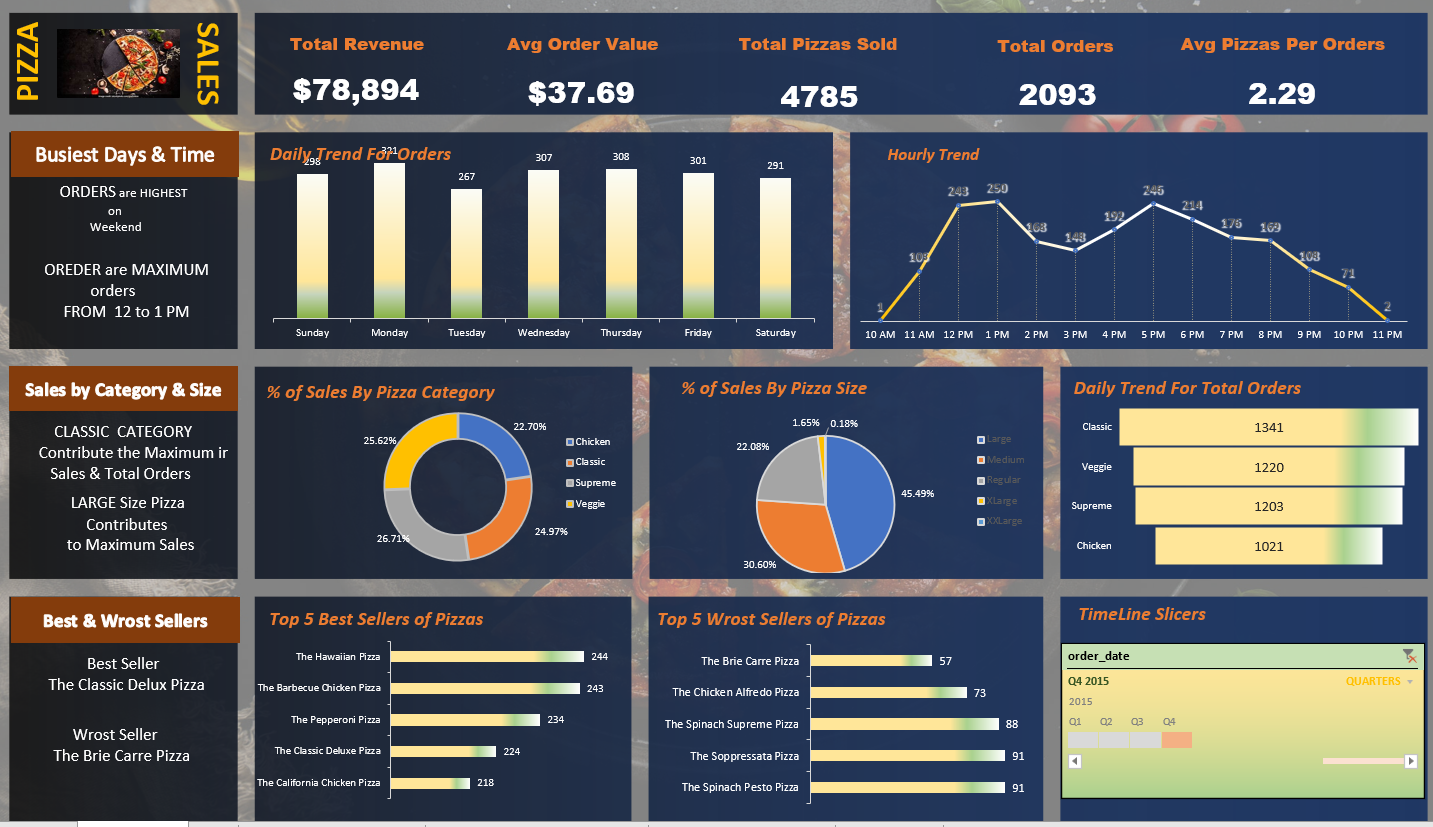 PIZZA
SALES
Total Revenue
$78,894
Avg Order Value
$37.69
Total Pizzas Sold
4785
Total Orders
2093
Avg Pizzas Per Orders
2.29
Busiest Days & Time
ORDERS are HIGHEST
on
Weekend
OREDER are MAXIMUM
orders
FROM 12 to 1 PM
Daily Trend For Orders
298
321
267
307
308
301
291
Sunday Monday Tuesday Wednesday Thursday Friday Saturday
Hourly Trend
1
243
250
168
148
192
246
214
176
169
108
71
2
10 AM 11 AM 12 PM 1 PM 2 PM 3 PM 4 PM 5 PM 6 PM 7 PM 8 PM 9 PM 10 PM 11 PM
Sales by Category & Size
CLASSIC CATEGORY
Contribute the Maximum ir
Sales & Total Orders
LARGE Size Pizza
Contributes
to Maximum Sales
% of Sales By Pizza Category
22.70%
24.97%
26.71%
25.62%
Chicken
Classic
Supreme
Veggie
% of Sales By Pizza Size
1.65%
0.18%
22.08%
45.49%
30.60%
Large
Medium
Regular
XLarge
XXLarge
Daily Trend For Total Orders
Classic 1341
Veggie 1220
Supreme 1203
Chicken 1021
Best & Wrost Sellers
Best Seller
The Classic Delux Pizza
Wrost Seller
The Brie Carre Pizza
Top 5 Best Sellers of Pizzas
The Hawaiian Pizza 244
The Barbecue Chicken Pizza 243
The Pepperoni Pizza 234
The Classic Deluxe Pizza 224
The California Chicken Pizza 218
Top 5 Wrost Sellers of Pizzas
The Brie Carre Pizza 57
The Chicken Alfredo Pizza 73
The Spinach Supreme Pizza 88
The Soppressata Pizza 91
The Spinach Pesto Pizza 91
TimeLine Slicers
order_date
Q4 2015
QUARTERS
2015
Q1 Q2 Q3 Q4